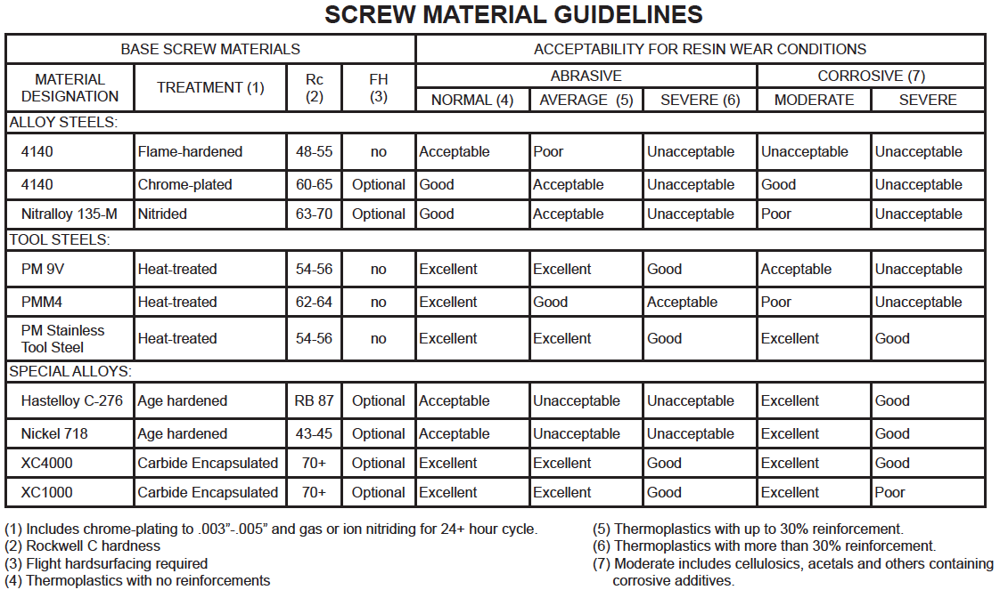 SCREW MATERIAL GUIDELINES
BASE SCREW MATERIALS ACCEPTABILITY FOR RESIN WEAR CONDITIONS
MATERIAL DESIGNATION TREATMENT (1) Rc (2) FH (3) ABRASIVE CORROSIVE (7)
NORMAL (4) AVERAGE (5) SEVERE (6) MODERATE SEVERE
ALLOY STEELS:
4140 Flame-hardened 48-55 no Acceptable Poor Unacceptable Unacceptable Unacceptable
4140 Chrome-plated 60-65 Optional Good Acceptable Unacceptable Good Unacceptable
Nitralloy 135-M Nitrided 63-70 Optional Good Acceptable Unacceptable Poor Unacceptable
TOOL STEELS:
PM 9V Heat-treated 54-56 no Excellent Excellent Good Acceptable Unacceptable
PMM4 Heat-treated 62-64 no Excellent Good Acceptable Poor Unacceptable
PM Stainless
Tool Steel Heat-treated 54-56 no Excellent Excellent Good Excellent Good
SPECIAL ALLOYS:
Hastelloy C-276 Age hardened RB 87 Optional Acceptable Unacceptable Unacceptable Excellent Good
Nickel 718 Age hardened 43-45 Optional Acceptable Unacceptable Unacceptable Excellent Good
XC4000 Carbide Encapsulated 70+ Optional Excellent Excellent Good Excellent Good
XC1000 Carbide Encapsulated 70+ Optional Excellent Excellent Good Excellent Poor
(1) Includes chrome-plating to .003”-.005” and gas or ion nitriding for 24+ hour cycle.
(2) Rockwell C hardness
(3) Flight hardsurfacing required
(4) Thermoplastics with no reinforcements
(5) Thermoplastics with up to 30% reinforcement.
(6) Thermoplastics with more than 30% reinforcement.
(7) Moderate includes cellulosics, acetals and others containing
corrosive additives.